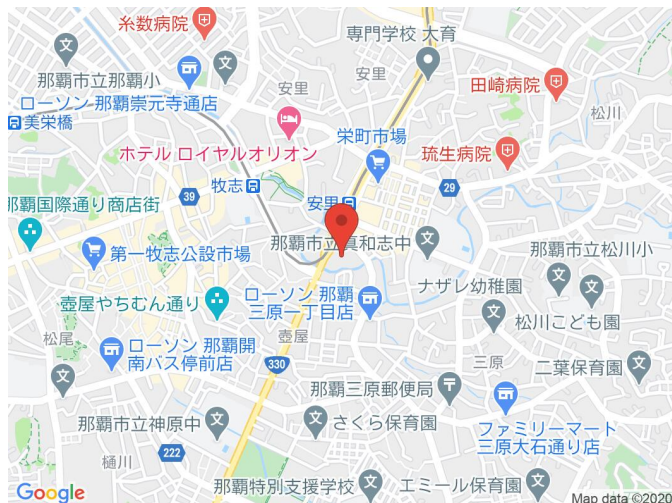 糸数病院
専門学校 大育
那覇市立那覇小
安里
田崎病院
ローソン 那覇崇元寺通店
松川
美栄橋
栄町市場
ホテル ロイヤルオリオン
琉生病院
牧志
29
39
安里
那覇国際通り商店街
那覇市立真和志中
那覇市立松川小
第一牧志公設市場
ナザレ幼稚園
壺屋やちむん通り
ローソン 那覇
三原一丁目店
松川こども園
松尾
壺屋
ローソン 那覇開
南バス停前店
330
三原
二葉保育園
那覇三原郵便局
那覇市立神原中
さくら保育園
ファミリーマート
三原大石通り店
222
樋川
那覇特別支援学校
エミール保育園
Google
Map data ©2020